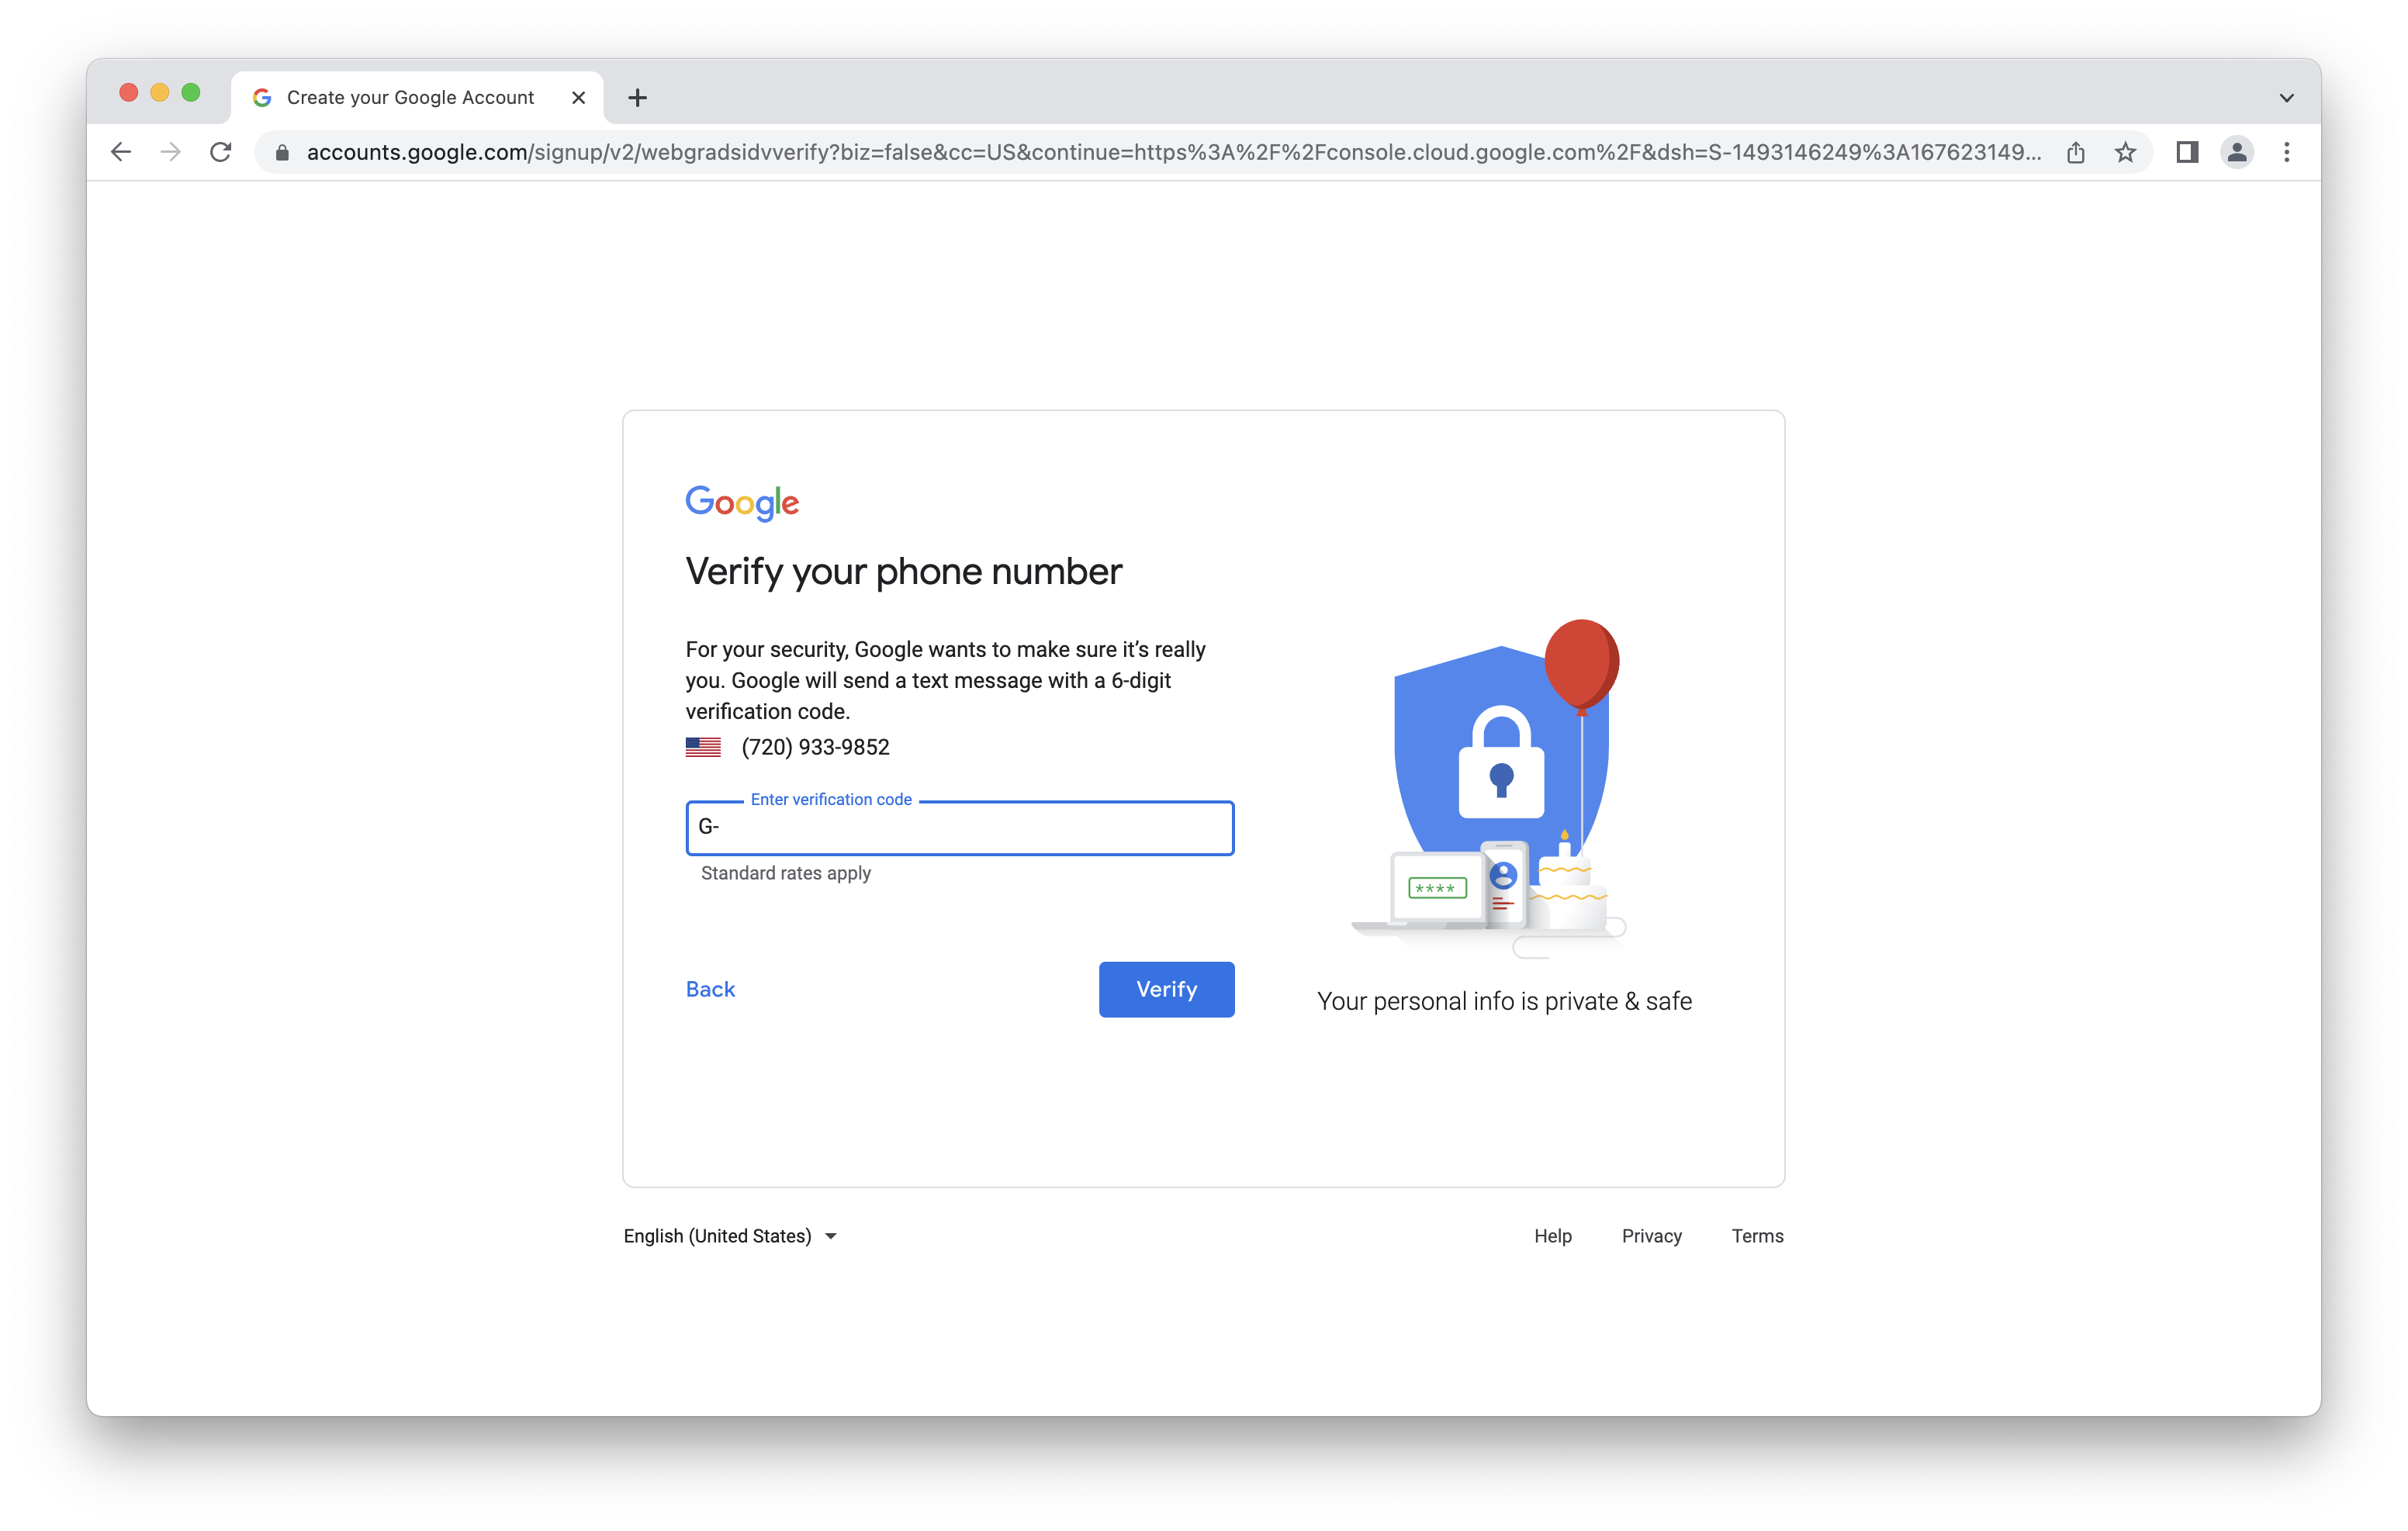 Create your Google Account
accounts.google.com/signup/v2/webgradsidvverify?biz=false&cc=US&continue=https%3A%2F%2Fconsole.cloud.google.com%2F&dsh=S-1493146249%3A167623149...
Google
Verify your phone number
For your security, Google wants to make sure it’s really
you. Google will send a text message with a 6-digit
verification code.
(720) 933-9852
Enter verification code
G-
Standard rates apply
****
Back
Verify
Your personal info is private & safe
English (United States)
Help
Privacy
Terms